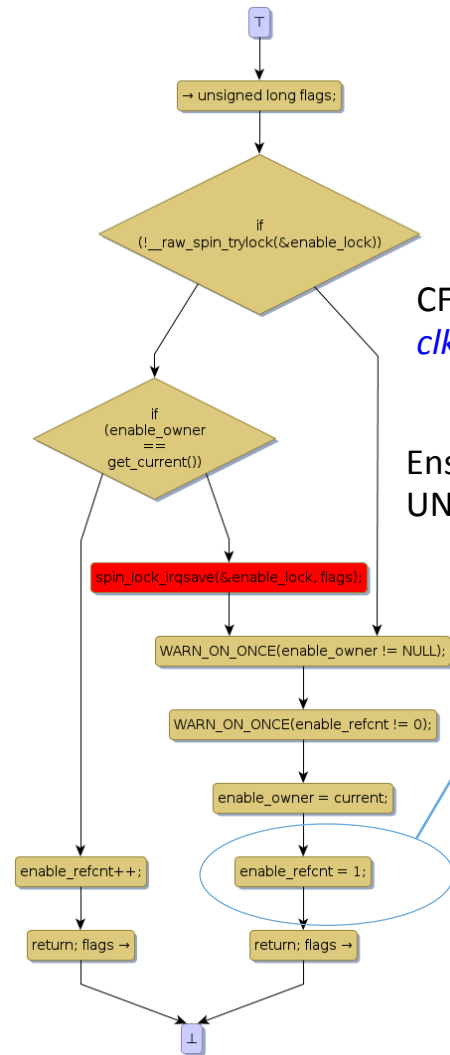 ⊤
→ unsigned long flags;
if
(!__raw_spin_trylock(&enable_lock))
CF
clk
if
(enable_owner
==
get_current())
Ens
UN
spin_lock_irqsave(&enable_lock, flags);
WARN_ON_ONCE(enable_owner != NULL);
WARN_ON_ONCE(enable_refcnt != 0);
enable_owner = current;
enable_refcnt++;
enable_refcnt = 1;
return; flags →
return; flags →
⊥